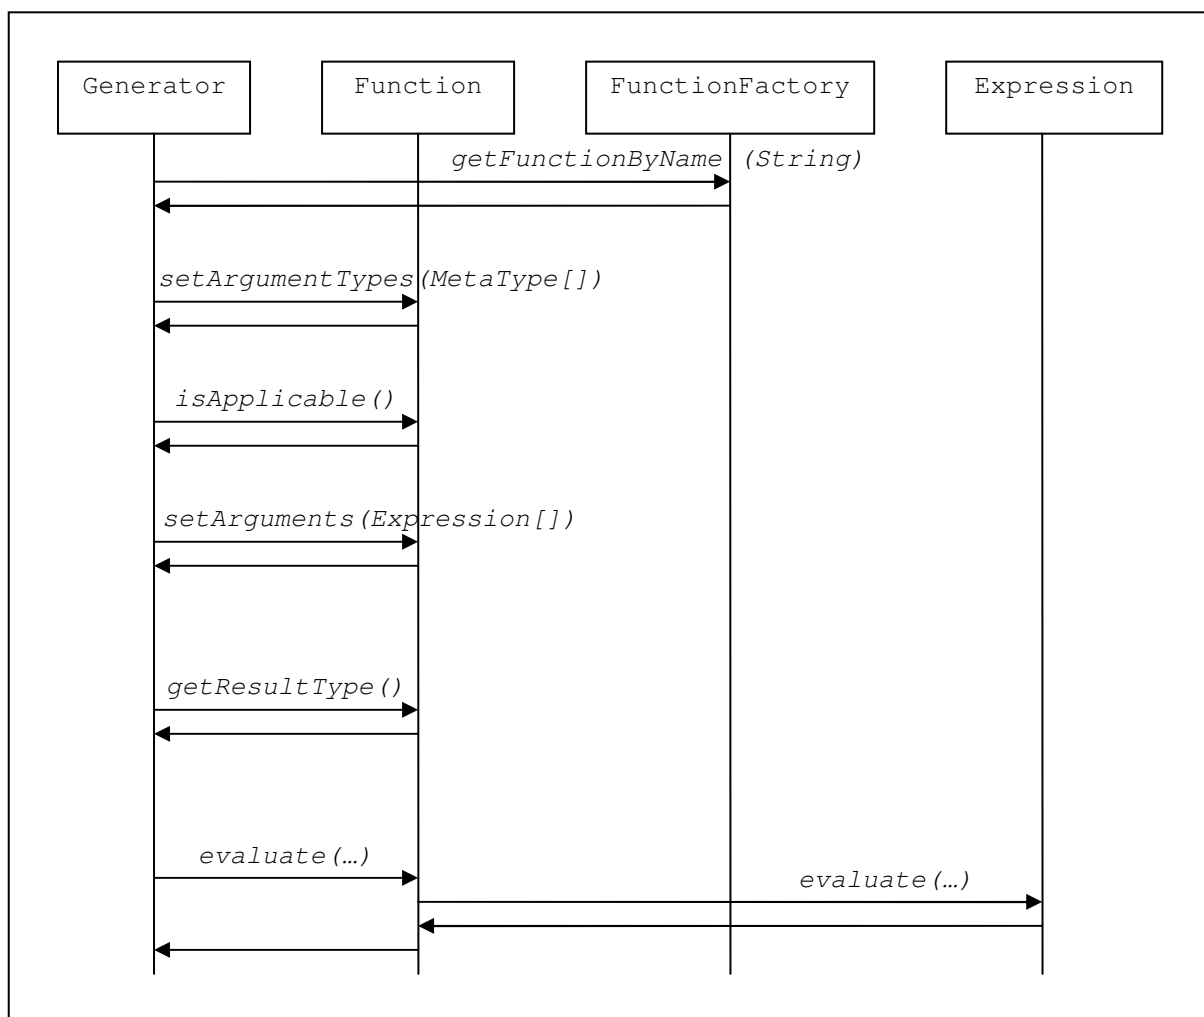 Generator Function FunctionFactory Expression
getFunctionByName (String)
setArgumentTypes(MetaType[])
isApplicable()
setArguments(Expression[])
getResultType()
evaluate(…)
evaluate(…)